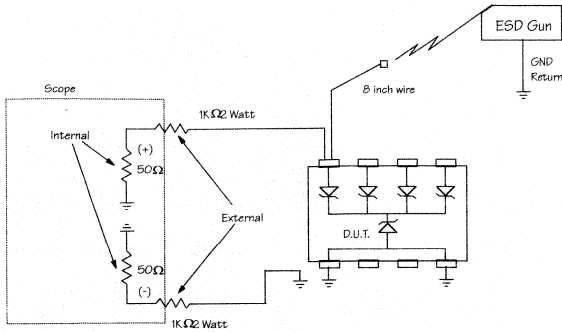 ESD Gun
GND
Return
8 inch wire
Scope
1KΩ2 Watt
Internal
(+)
50Ω
External
D.U.T.
50Ω
(-)
1KΩ2 Watt